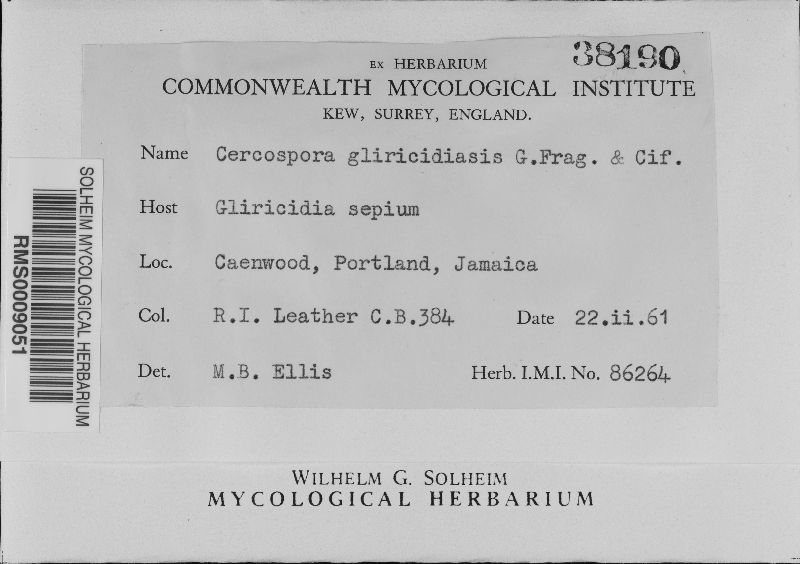 38190
EX HERBARIUM
COMMONWEALTH MYCOLOGICAL INSTITUTE
KEW, SURREY, ENGLAND.
Name Cercospora gliricidiasis G.Frag. & Cif.
Host Gliricidia sepium
Loc. Caenwood, Portland, Jamaica
Col. R.I. Leather C.B.384 Date 22.ii.61
Det. M.B. Ellis Herb. I.M.I. No. 86264
SOLHEIM MYCOLOGICAL HERBARIUM
RMS0009051
WILHELM G. SOLHEIM
MYCOLOGICAL HERBARIUM